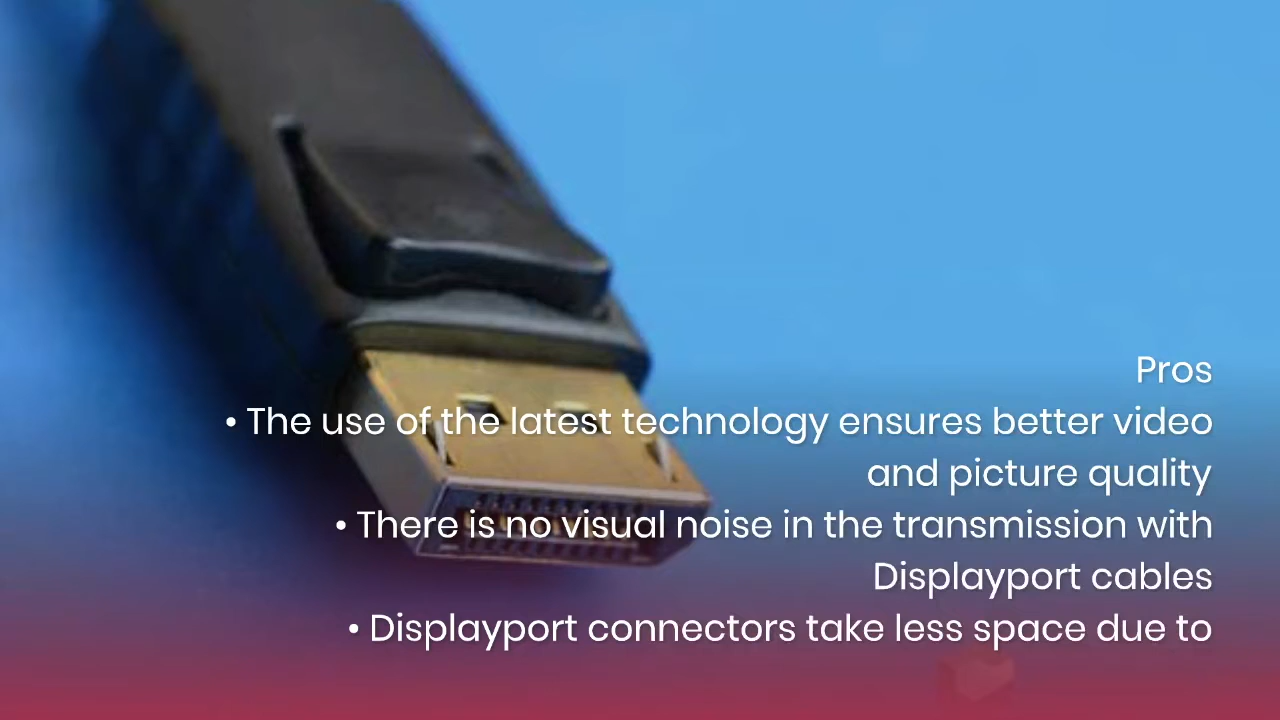 Pros
• The use of the latest technology ensures better video
and picture quality
• There is no visual noise in the transmission with
Displayport cables
• Displayport connectors take less space due to